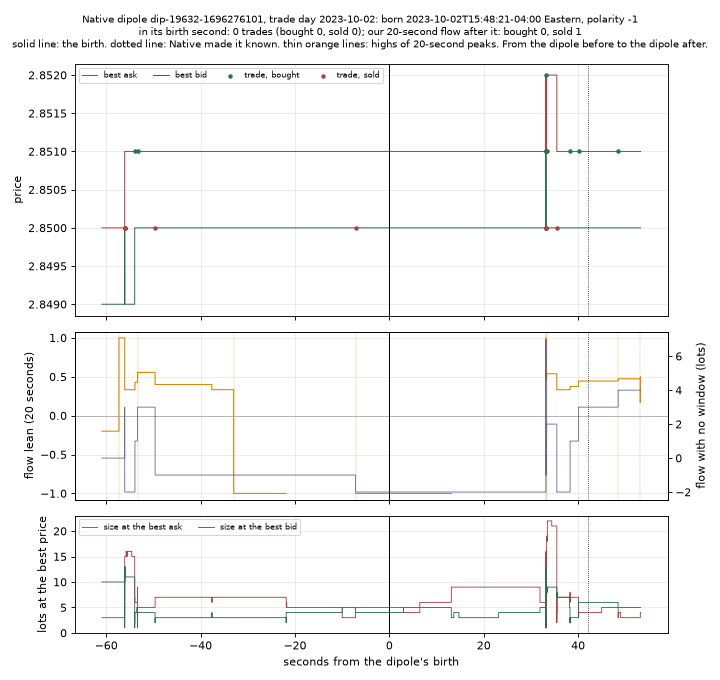 Native dipole dip-19632-1696276101, trade day 2023-10-02: born 2023-10-02T15:48:21-04:00 Eastern, polarity -1
in its birth second: 0 trades (bought 0, sold 0); our 20-second flow after it: bought 0, sold 1
solid line: the birth. dotted line: Native made it known. thin orange lines: highs of 20-second peaks. From the dipole before to the dipole after.
best ask
best bid
trade, bought
trade, sold
2.8520
2.8515
2.8510
2.8505
2.8500
2.8495
2.8490
price
1.0
0.5
0.0
−0.5
−1.0
flow lean (20 seconds)
6
4
2
0
−2
flow with no window (lots)
size at the best ask
size at the best bid
20
15
10
5
0
lots at the best price
−60
−40
−20
0
20
40
seconds from the dipole's birth